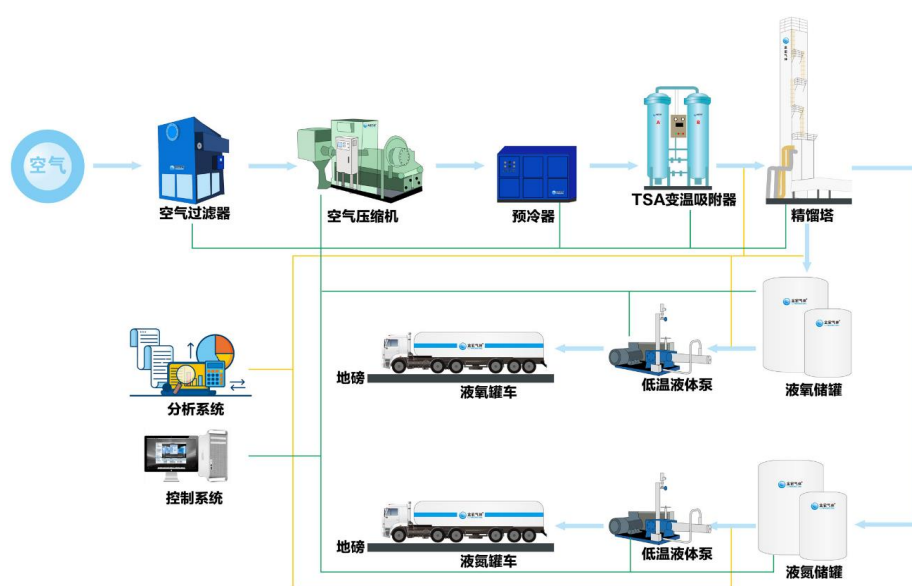 空气
空气过滤器
空气压缩机
预冷器
TSA变温吸附器
精馏塔
分析系统
地磅
液氧罐车
低温液体泵
液氧储罐
控制系统
地磅
液氮罐车
低温液体泵
液氮储罐